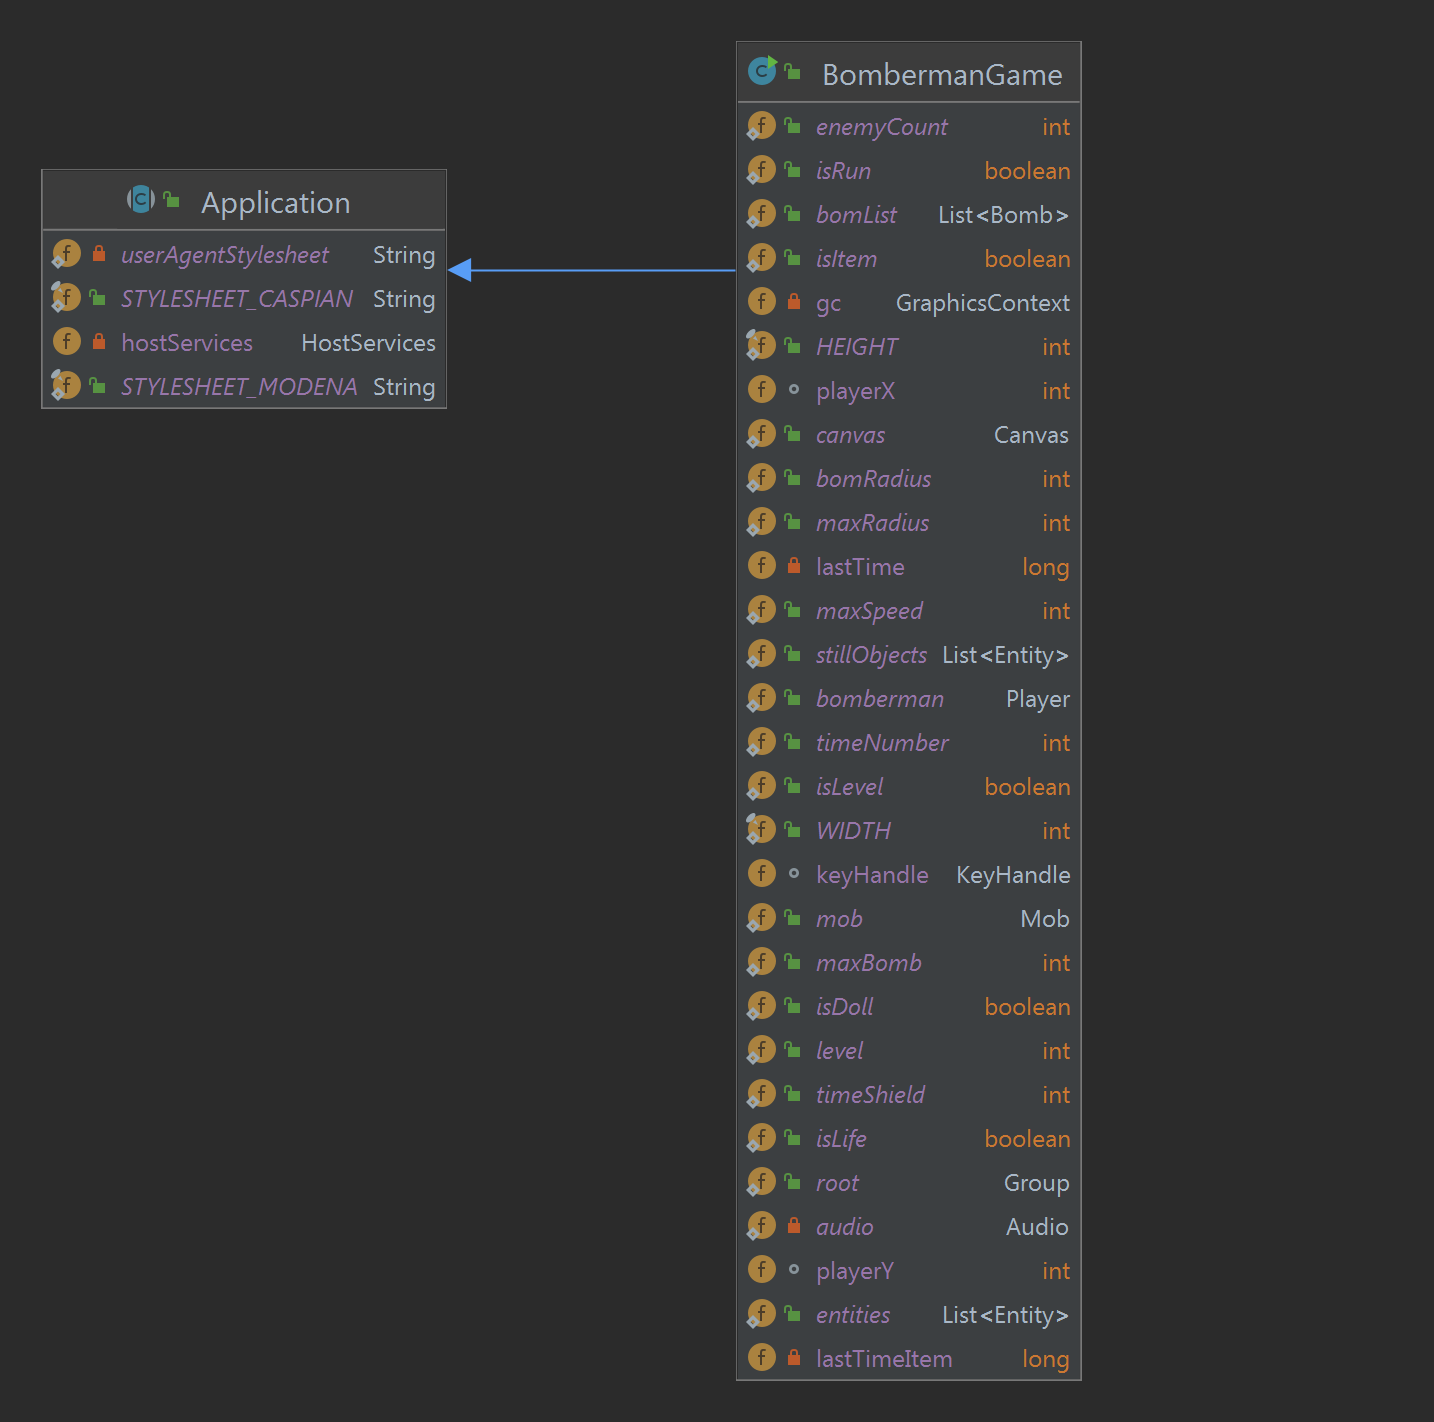 Application
userAgentStylesheet String
STYLESHEET_CASPIAN String
hostServices HostServices
STYLESHEET_MODENA String
BombermanGame
enemyCount int
isRun boolean
bomList List<Bomb>
isItem boolean
gc GraphicsContext
HEIGHT int
playerX int
canvas Canvas
bomRadius int
maxRadius int
lastTime long
maxSpeed int
stillObjects List<Entity>
bomberman Player
timeNumber int
isLevel boolean
WIDTH int
keyHandle KeyHandle
mob Mob
maxBomb int
isDoll boolean
level int
timeShield int
isLife boolean
root Group
audio Audio
playerY int
entities List<Entity>
lastTimeItem long